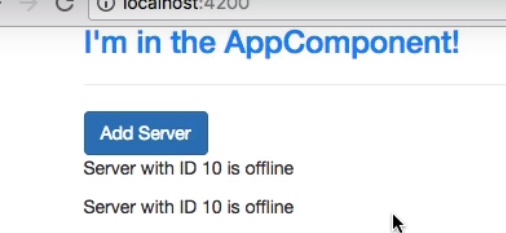 localhost:4200
I'm in the AppComponent!
Add Server
Server with ID 10 is offline
Server with ID 10 is offline